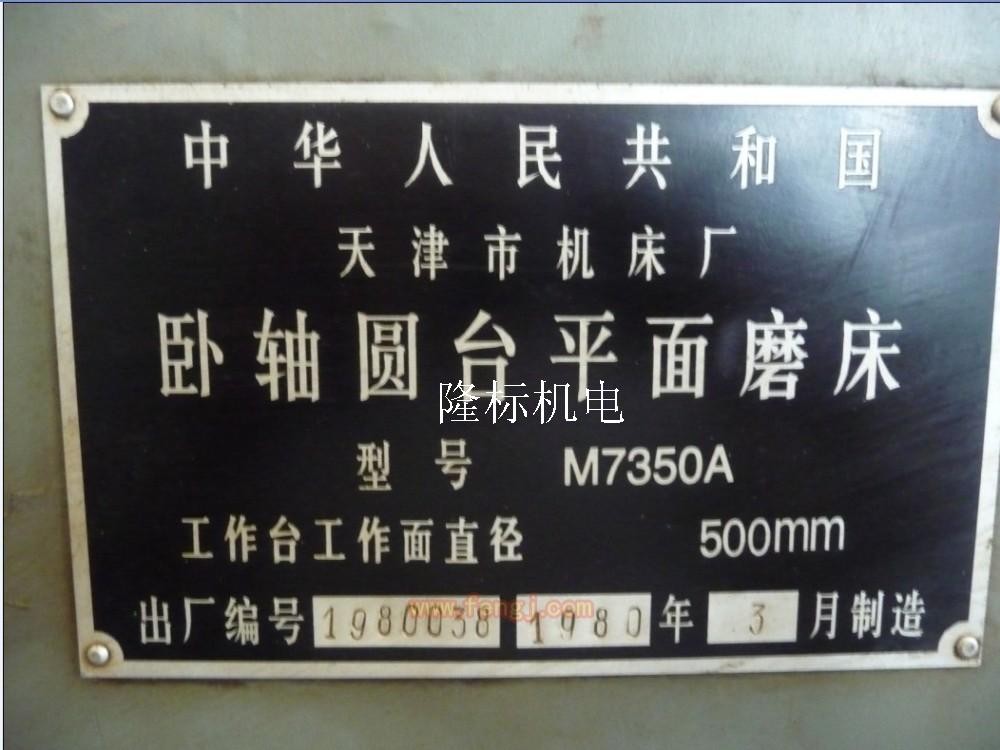 中华人民共和国
天津市机床厂
卧轴圆台平面磨床
隆标机电
型号 M7350A
工作台工作面直径 500mm
出厂编号 1980038 1980 年 3 月制造
www.fengj.com